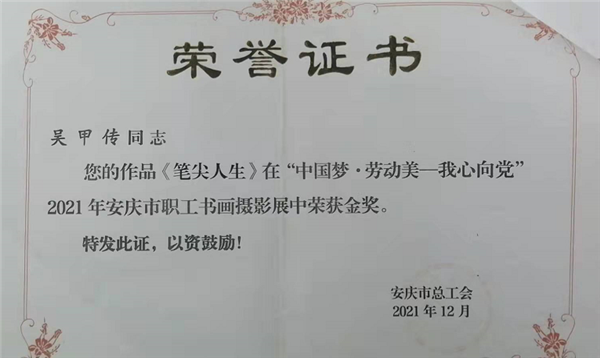 荣誉证书
吴甲传同志
您的作品《笔尖人生》在“中国梦·劳动美—我心向党”
2021年安庆市职工书画摄影展中荣获金奖。
特发此证，以资鼓励！
安庆市总工会
2021年12月